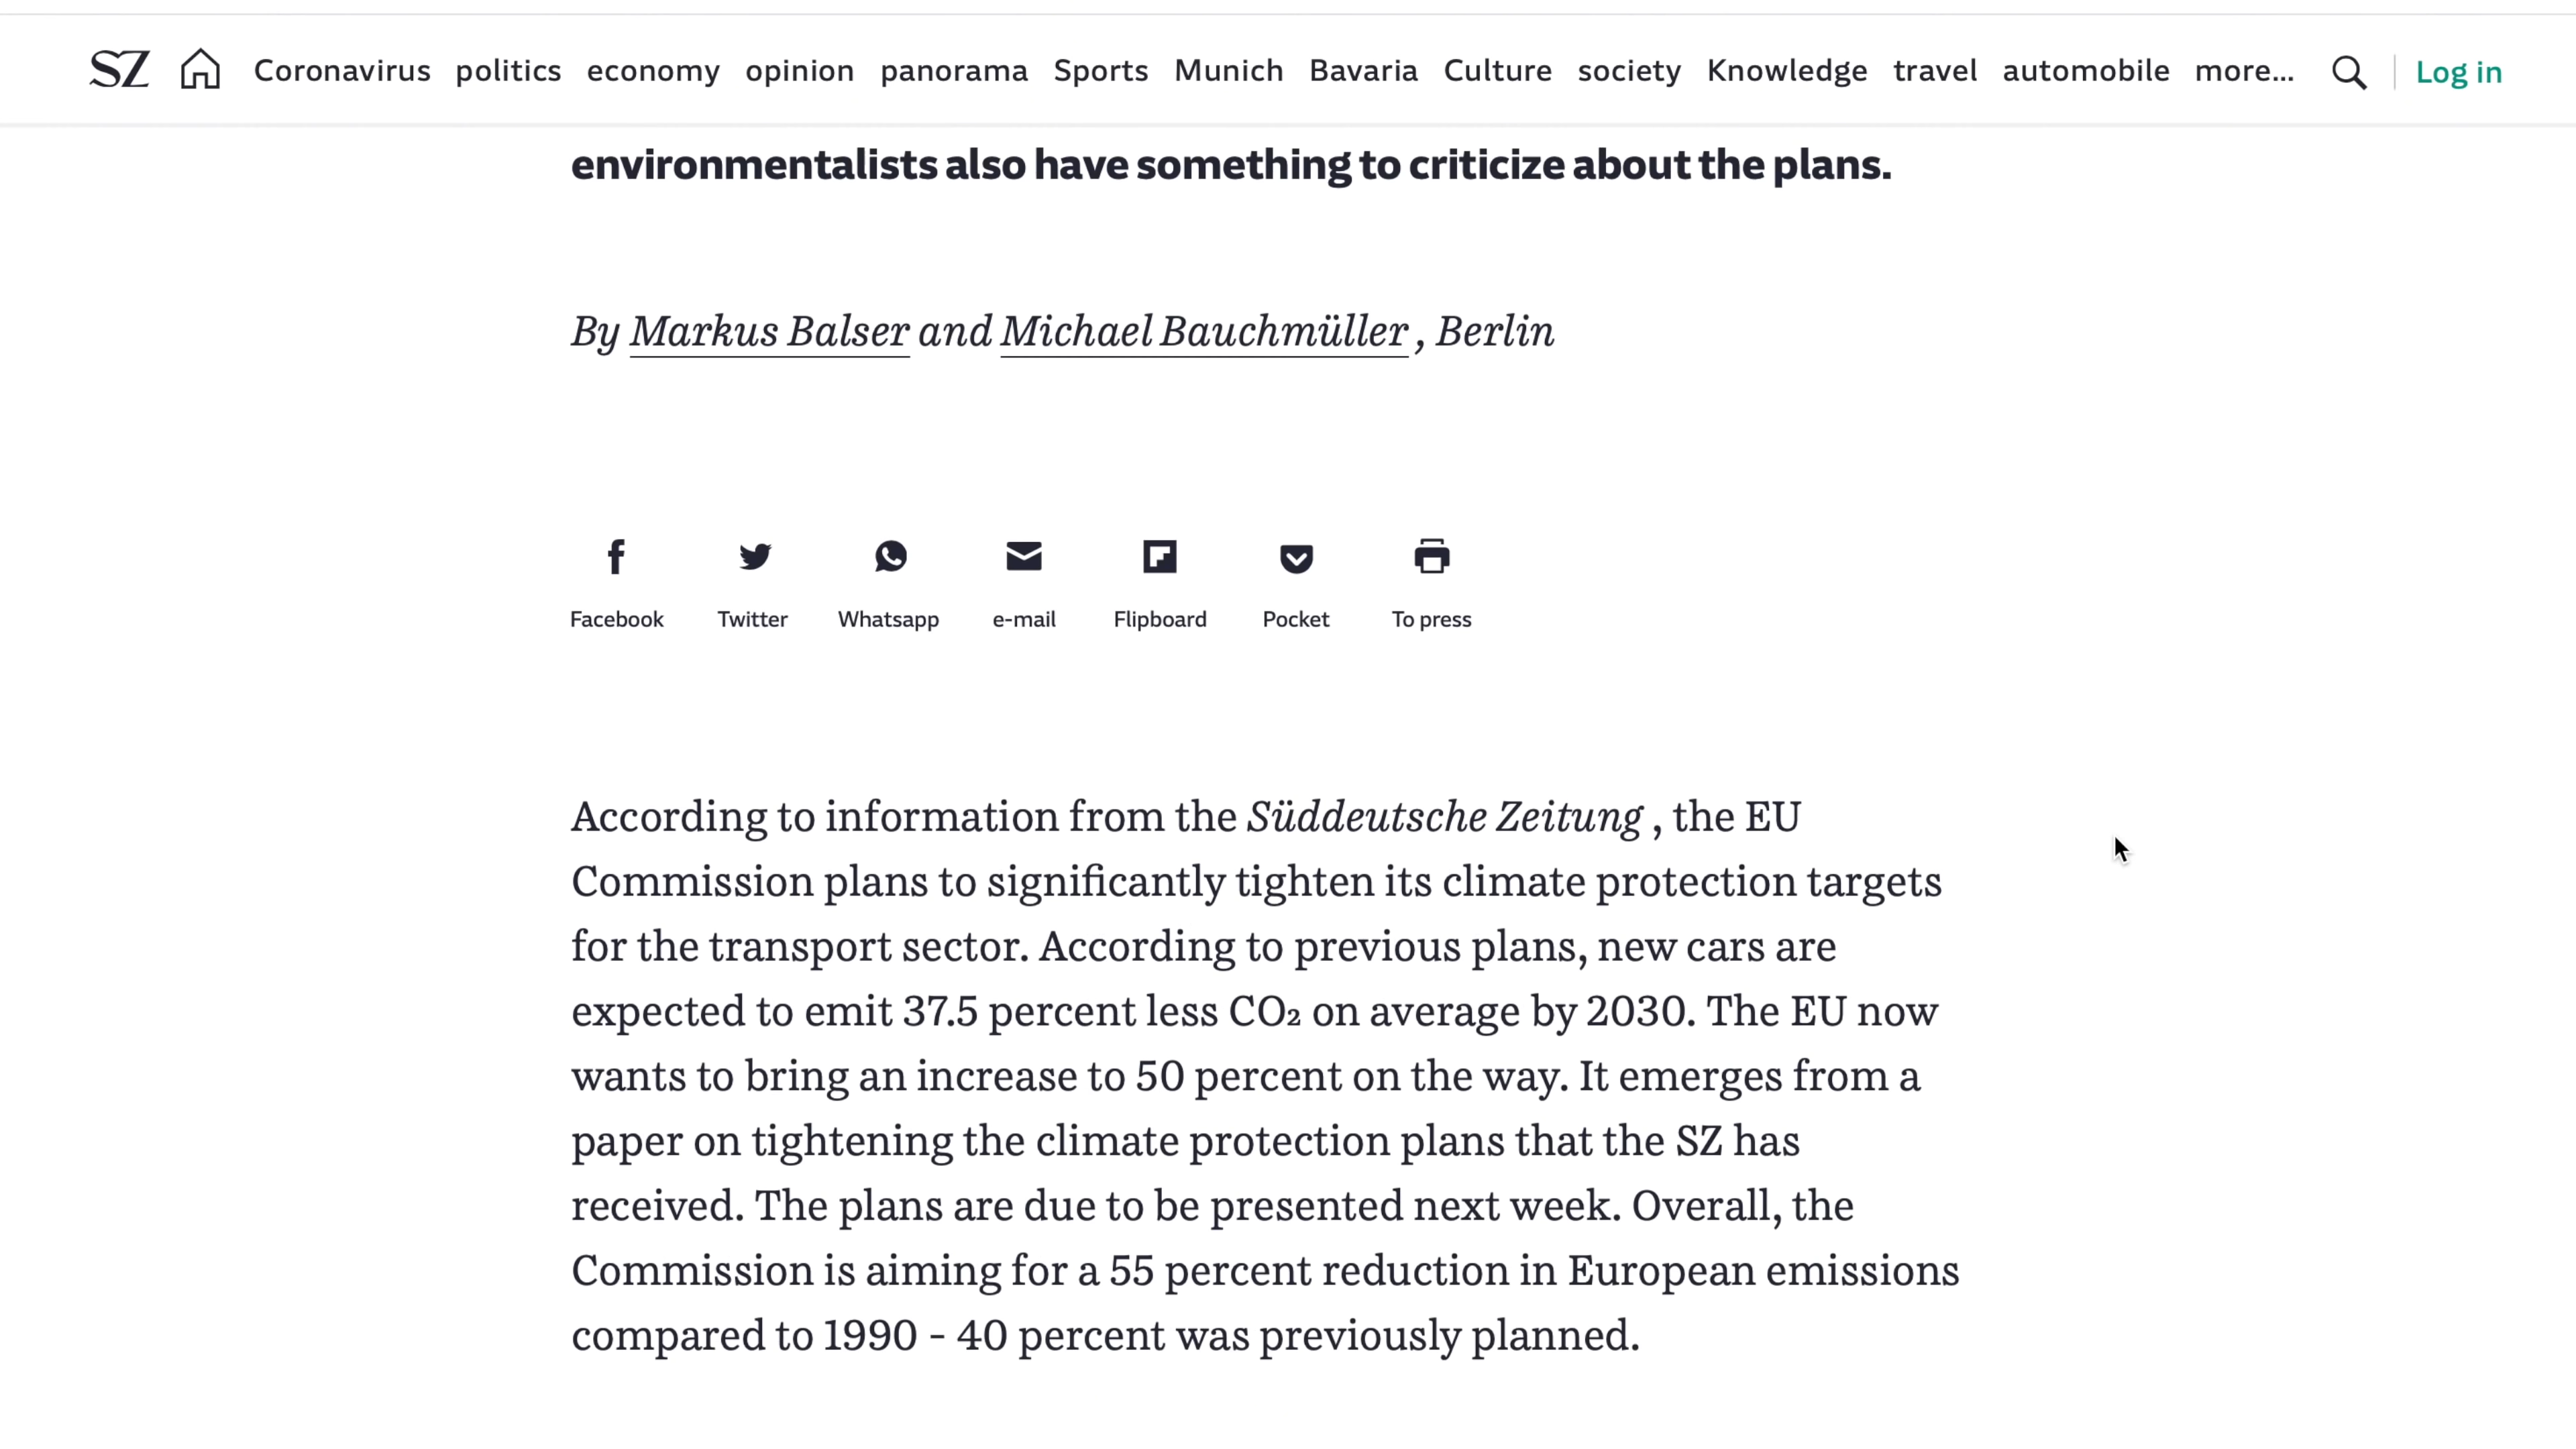 SZ Coronavirus politics economy opinion panorama Sports Munich Bavaria Culture society Knowledge travel automobile more... Log in
environmentalists also have something to criticize about the plans.
By Markus Balser and Michael Bauchmüller , Berlin
Facebook Twitter Whatsapp e-mail Flipboard Pocket To press
According to information from the Süddeutsche Zeitung , the EU
Commission plans to significantly tighten its climate protection targets
for the transport sector. According to previous plans, new cars are
expected to emit 37.5 percent less CO₂ on average by 2030. The EU now
wants to bring an increase to 50 percent on the way. It emerges from a
paper on tightening the climate protection plans that the SZ has
received. The plans are due to be presented next week. Overall, the
Commission is aiming for a 55 percent reduction in European emissions
compared to 1990 - 40 percent was previously planned.